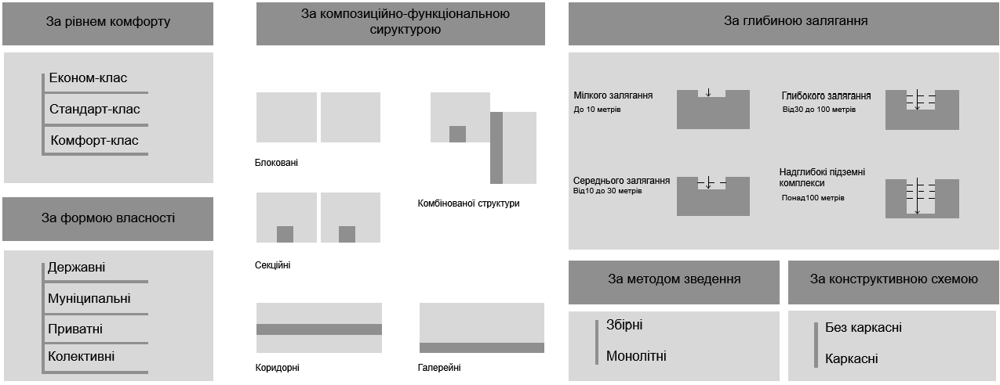 За рівнем комфорту
Економ-клас
Стандарт-клас
Комфорт-клас
За формою власності
Державні
Муніципальні
Приватні
Колективні
За композиційно-функціональною
сируктурою
Блоковані
Комбінованої структури
Секційні
Коридорні
Галерейні
За глибиною залягання
Мілкого залягання
До 10 метрів
Глибокого залягання
Від30 до 100 метрів
Середнього залягання
Від10 до 30 метрів
Надглибокі підземні
комплекси
Понад100 метрів
За методом зведення
Збірні
Монолітні
За конструктивною схемою
Без каркасні
Каркасні